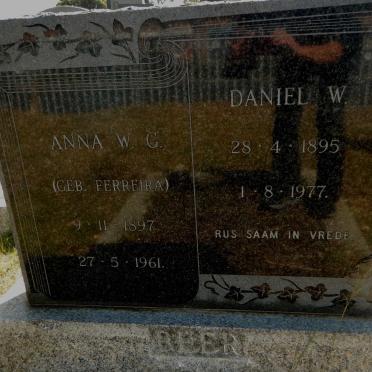 ANNA W. G.
(GEB. FERREIRA)
9 · 11 · 1897
27 · 5 · 1961.
DANIEL W.
28 · 4 · 1895
1 · 8 · 1977.
RUS SAAM IN VREDE